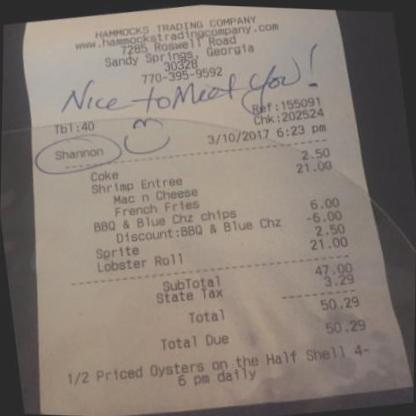 HAMMOCKS TRADING COMPANY
www.hammockstradingcompany.com
7285 Roswell Road
Sandy Springs, Georgia
30328
770-395-9592
Nice to Meet You!
Tbl:40 Ref:155091
Chk:202524
Shannon 3/10/2017 6:23 pm
Coke 2.50
Shrimp Entree 21.00
Mac n Cheese
French Fries
BBQ & Blue Chz chips 6.00
Discount:BBQ & Blue Chz -6.00
Sprite 2.50
Lobster Roll 21.00
SubTotal 47.00
State Tax 3.29
Total 50.29
Total Due 50.29
1/2 Priced Oysters on the Half Shell 4-
6 pm daily